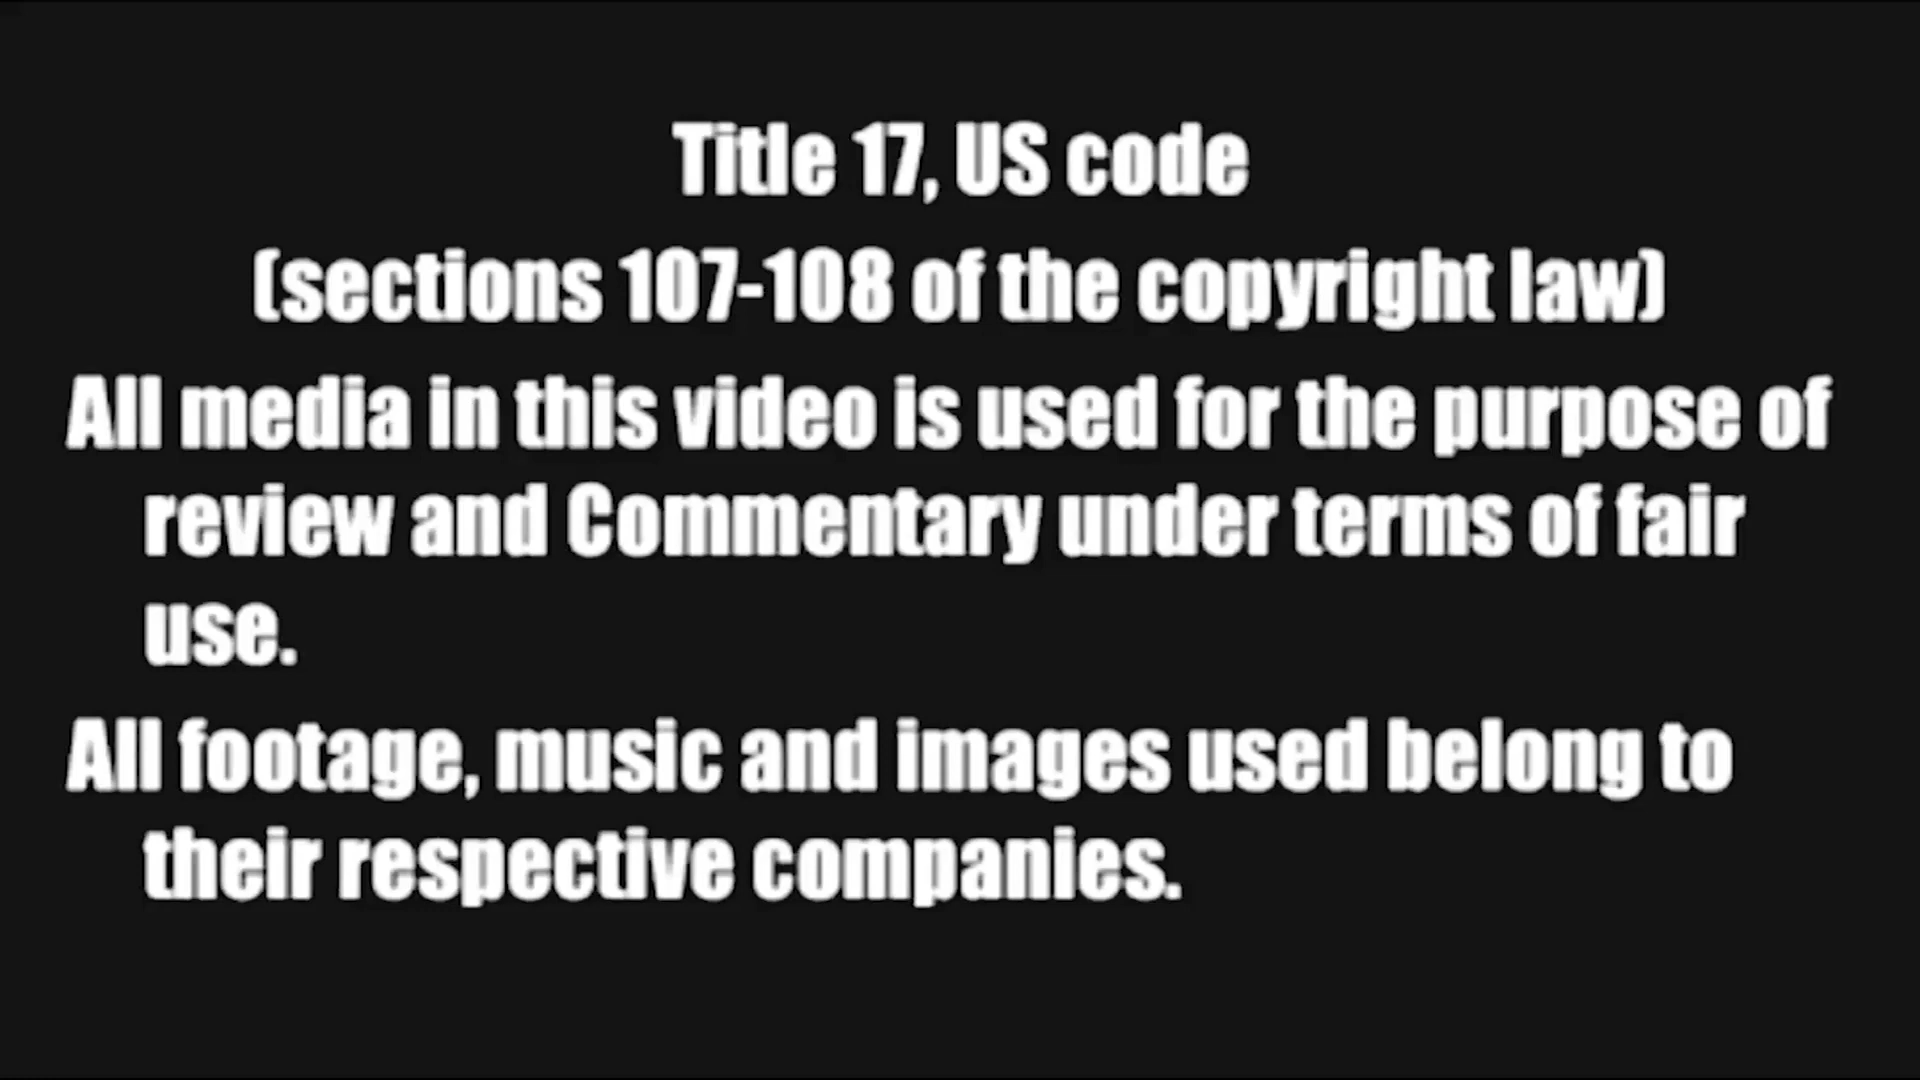 Title 17, US code
(sections 107-108 of the copyright law)
All media in this video is used for the purpose of
review and Commentary under terms of fair
use.
All footage, music and images used belong to
their respective companies.